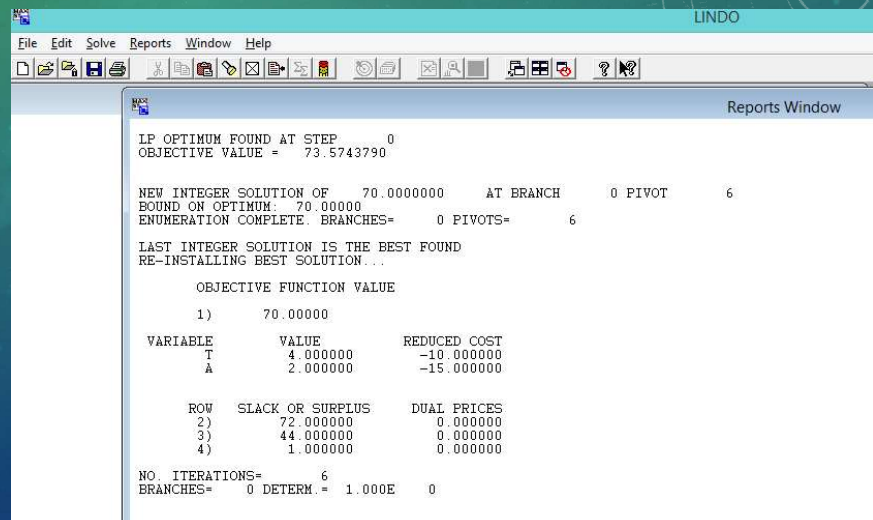 LINDO
File Edit Solve Reports Window Help
Reports Window
LP OPTIMUM FOUND AT STEP 0
OBJECTIVE VALUE = 73.5743790
NEW INTEGER SOLUTION OF 70.0000000 AT BRANCH 0 PIVOT 6
BOUND ON OPTIMUM: 70.00000
ENUMERATION COMPLETE. BRANCHES= 0 PIVOTS= 6
LAST INTEGER SOLUTION IS THE BEST FOUND
RE-INSTALLING BEST SOLUTION...
OBJECTIVE FUNCTION VALUE
1) 70.00000
VARIABLE VALUE REDUCED COST
T 4.000000 -10.000000
A 2.000000 -15.000000
ROW SLACK OR SURPLUS DUAL PRICES
2) 72.000000 0.000000
3) 44.000000 0.000000
4) 1.000000 0.000000
NO. ITERATIONS= 6
BRANCHES= 0 DETERM.= 1.000E 0